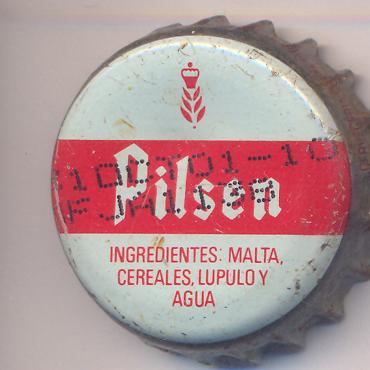 Pilsen
INGREDIENTES: MALTA,
CEREALES, LUPULO Y
AGUA